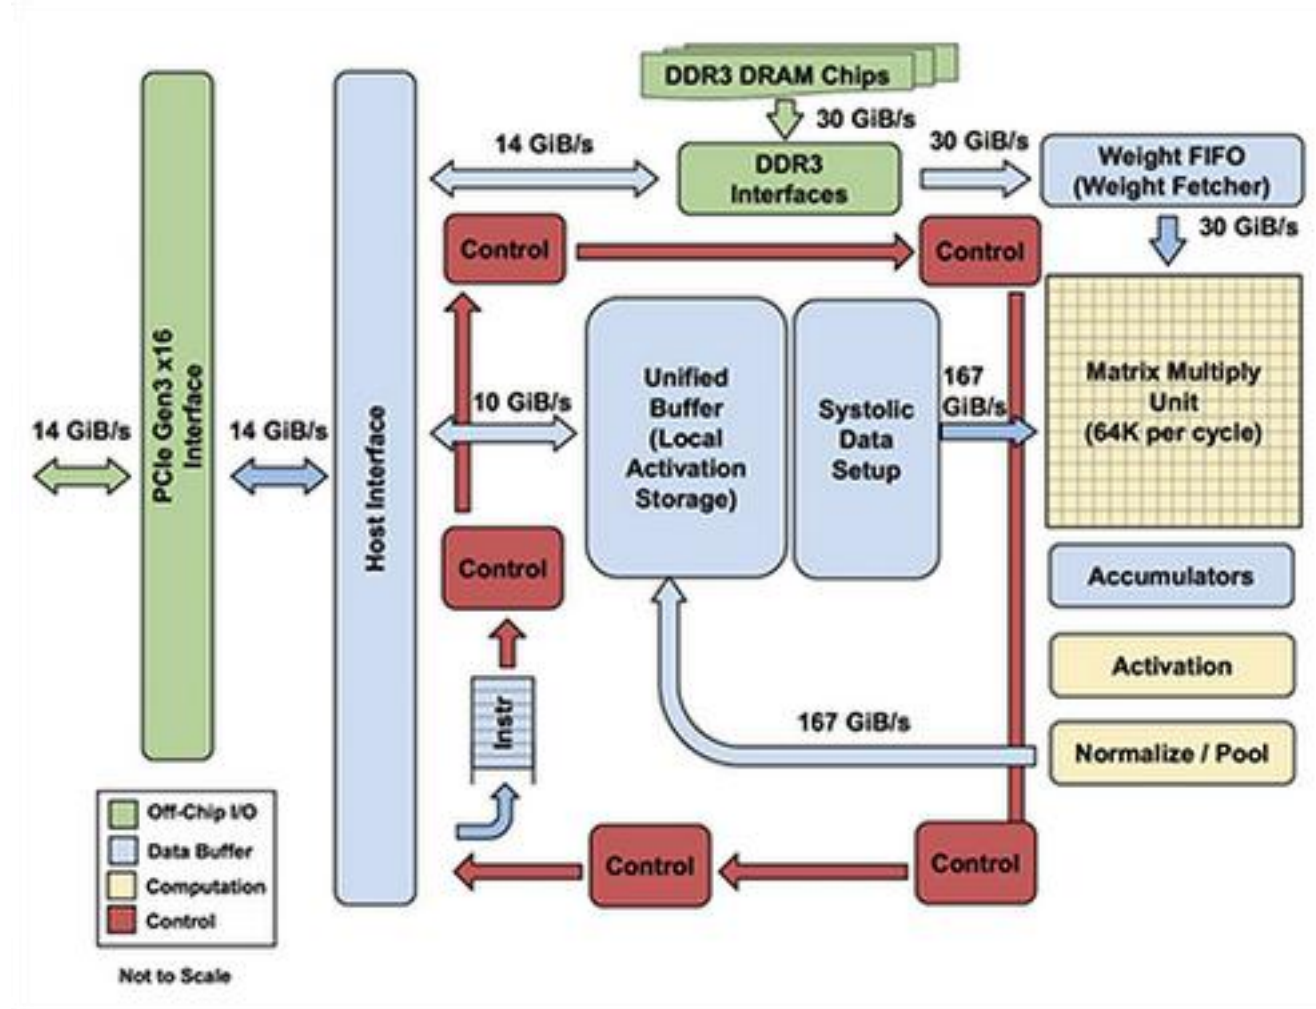 DDR3 DRAM Chips
30 GiB/s
14 GiB/s
DDR3
Interfaces
30 GiB/s
Weight FIFO
(Weight Fetcher)
30 GiB/s
Control
Control
PCIe Gen3 x16
Interface
14 GiB/s
14 GiB/s
Host Interface
10 GiB/s
Unified
Buffer
(Local
Activation
Storage)
Systolic
Data
Setup
167
GiB/s
Matrix Multiply
Unit
(64K per cycle)
Control
Accumulators
Activation
Instr
167 GiB/s
Normalize / Pool
Control
Control
Off-Chip I/O
Data Buffer
Computation
Control
Not to Scale